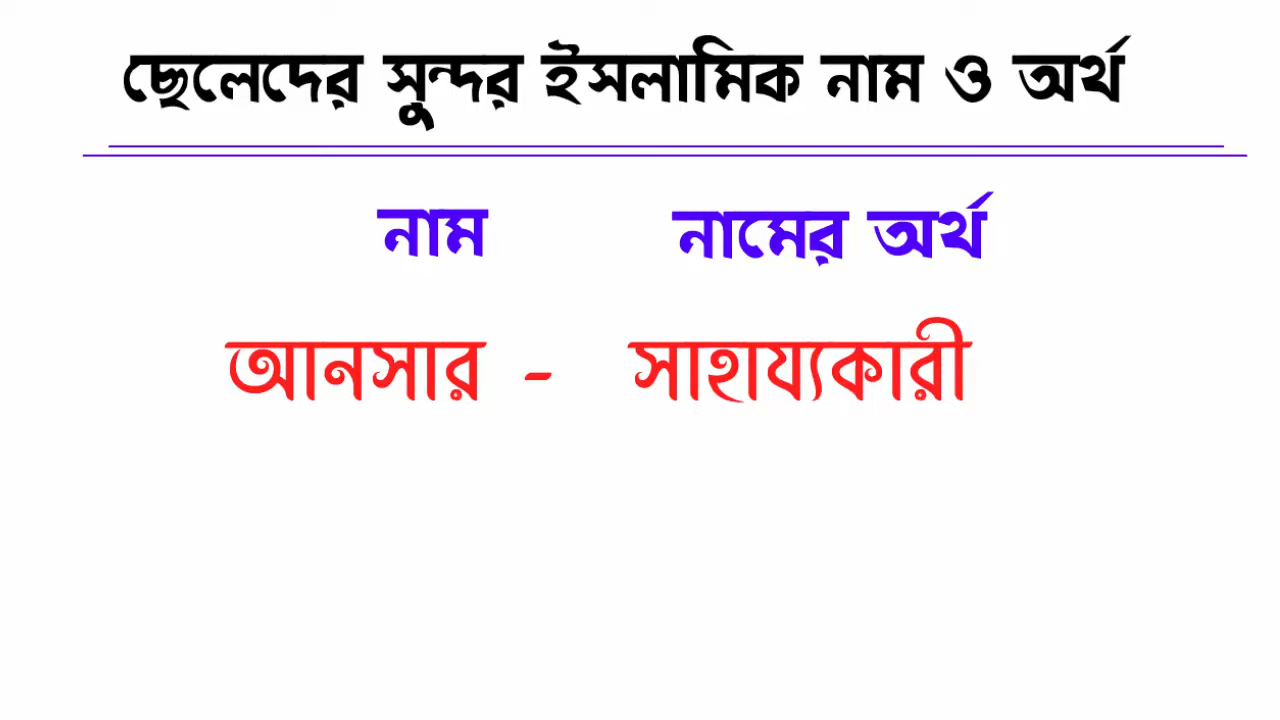 ছেলেদের সুন্দর ইসলামিক নাম ও অর্থ
নাম নামের অর্থ
আনসার - সাহায্যকারী